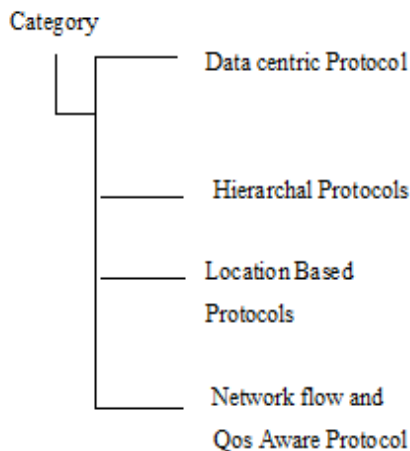 Category
Data centric Protocol
Hierarchal Protocols
Location Based
Protocols
Network flow and
Qos Aware Protocol